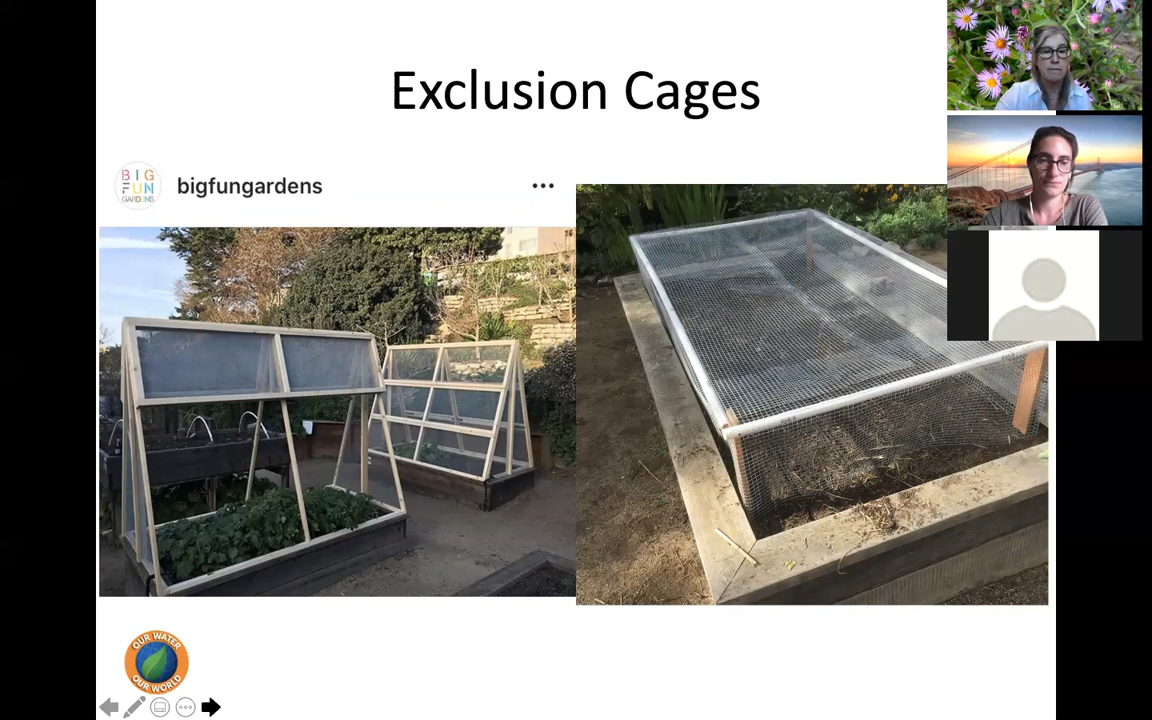 Exclusion Cages
BIG
FUN
GARDENS
bigfungardens
OUR WATER
OUR WORLD